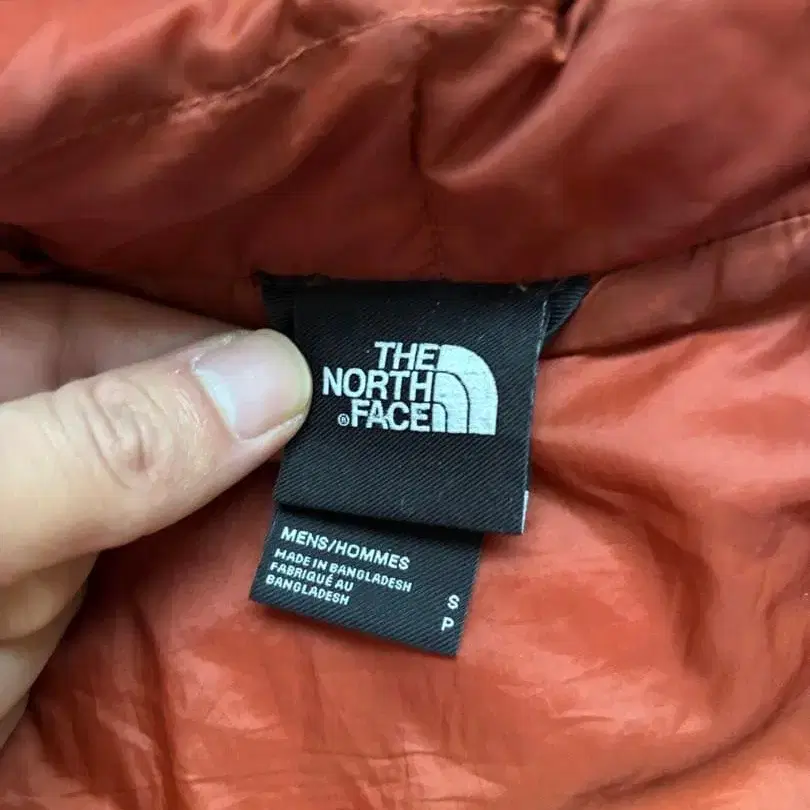 THE
NORTH
® FACE
MENS/HOMMES
MADE IN BANGLADESH
FABRIQUÉ AU
BANGLADESH
S
P